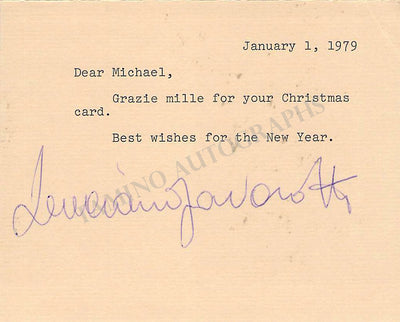 January 1, 1979
Dear Michael,
Grazie mille for your Christmas
card.
Best wishes for the New Year.
TAMINO AUTOGRAPHS
Luciano Pavarotti